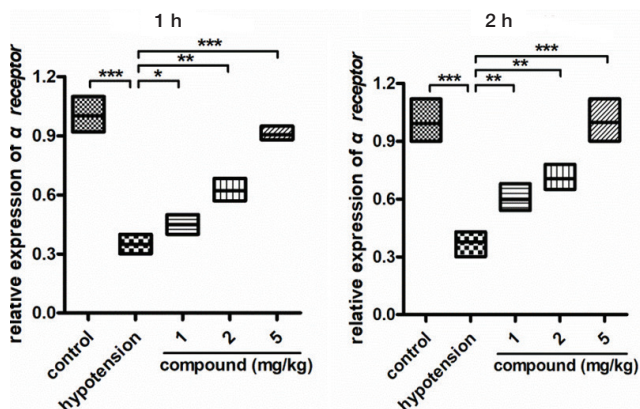 1 h
***
**
*** *
1.2
0.9
0.6
0.3
0.0
relative expression of α receptor
control
hypotension
1
2
5
compound (mg/kg)
2 h
***
**
*** **
1.2
0.9
0.6
0.3
0.0
relative expression of α receptor
control
hypotension
1
2
5
compound (mg/kg)